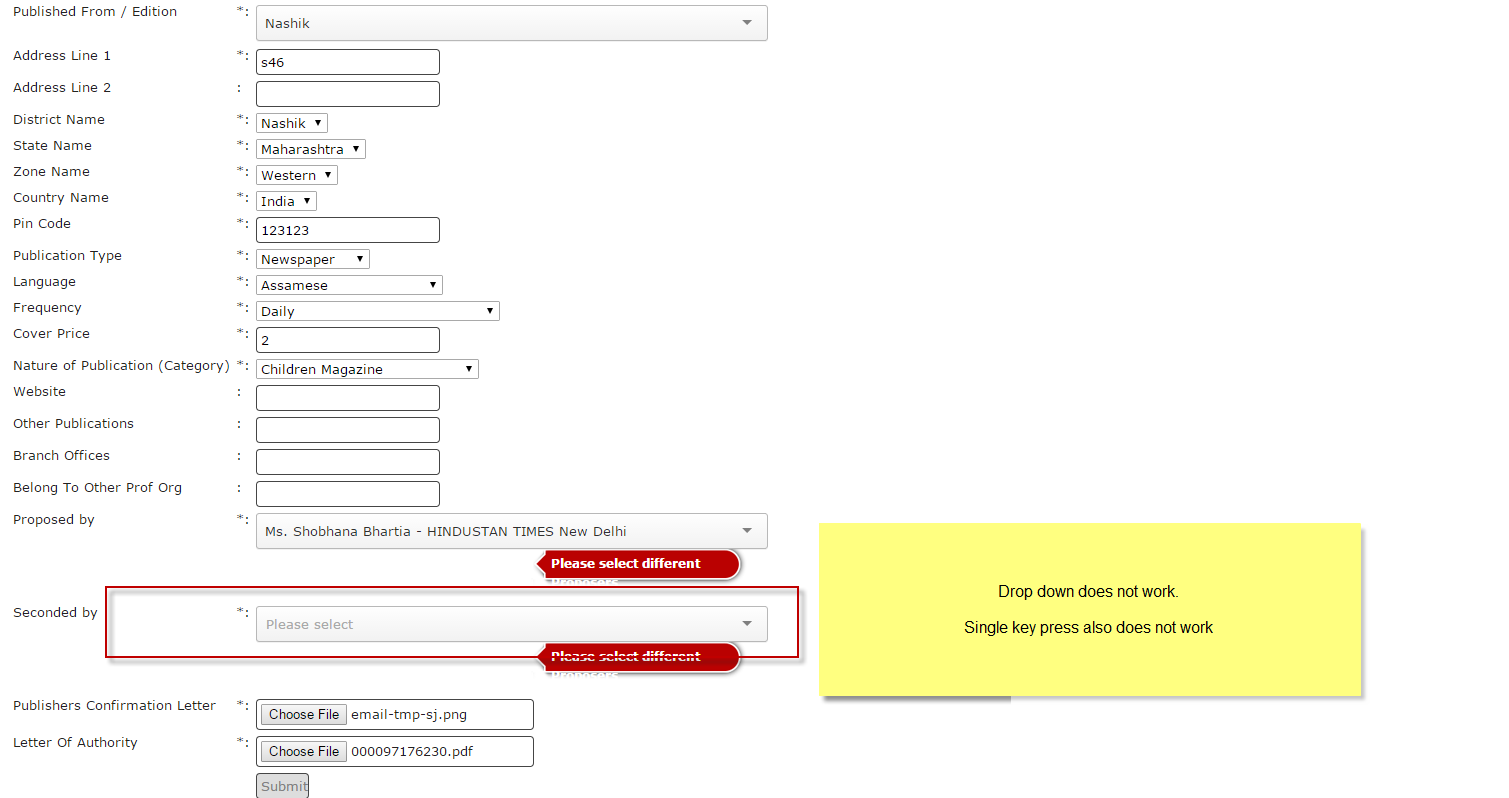 Published From / Edition *: Nashik
Address Line 1 *: s46
Address Line 2 :
District Name *: Nashik
State Name *: Maharashtra
Zone Name *: Western
Country Name *: India
Pin Code *: 123123
Publication Type *: Newspaper
Language *: Assamese
Frequency *: Daily
Cover Price *: 2
Nature of Publication (Category) *: Children Magazine
Website :
Other Publications :
Branch Offices :
Belong To Other Prof Org :
Proposed by *: Ms. Shobhana Bhartia - HINDUSTAN TIMES New Delhi
Please select different
Proposers
Seconded by *: Please select
Please select different
Proposers
Drop down does not work.
Single key press also does not work
Publishers Confirmation Letter *: Choose File email-tmp-sj.png
Letter Of Authority *: Choose File 000097176230.pdf
Submit